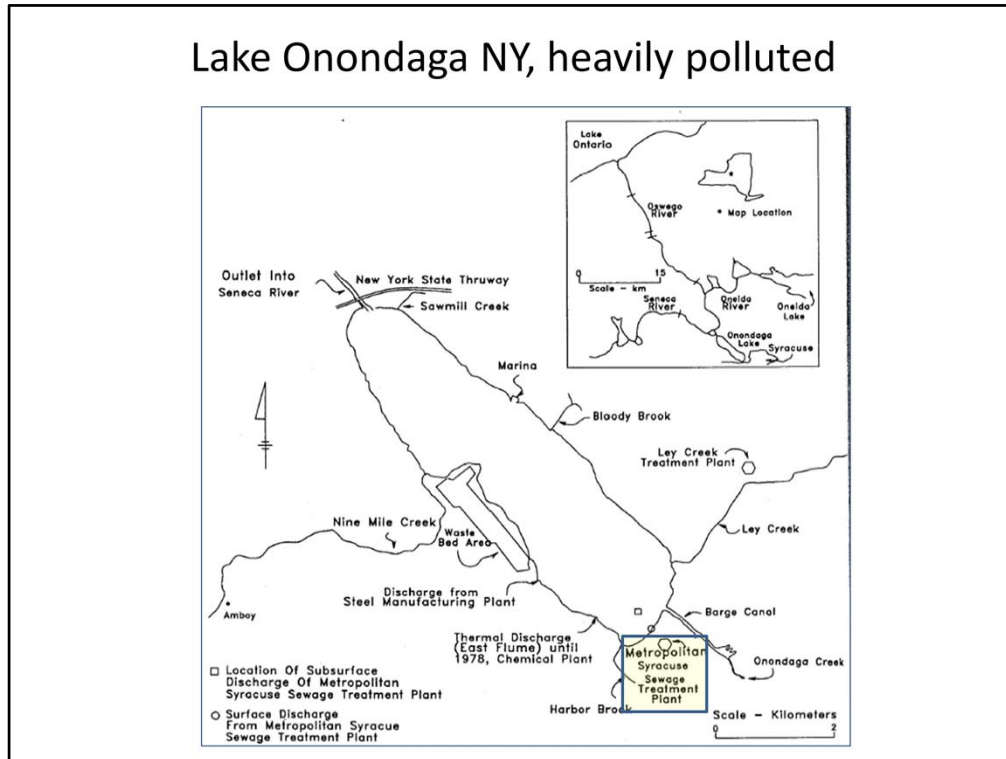 Lake Onondaga NY, heavily polluted
Lake
Ontario
Oswego
River
Map Location
0
15
Scale - km
Seneca
River
Oneida
River
Oneida
Lake
Onondaga
Lake
Syracuse
Outlet Into
Seneca River
New York State Thruway
Sawmill Creek
Marina
Bloody Brook
Ley Creek
Treatment Plant
Nine Mile Creek
Waste
Bed Area
Ley Creek
Amboy
Discharge from
Steel Manufacturing Plant
Barge Canal
Thermal Discharge
(East Flume) until
1978, Chemical Plant
Metropolitan
Syracuse
Sewage
Treatment
Plant
Onondaga Creek
Harbor Brook
Location Of Subsurface
Discharge Of Metropolitan
Syracuse Sewage Treatment Plant
Surface Discharge
From Metropolitan Syracue
Sewage Treatment Plant
Scale - Kilometers
0
2